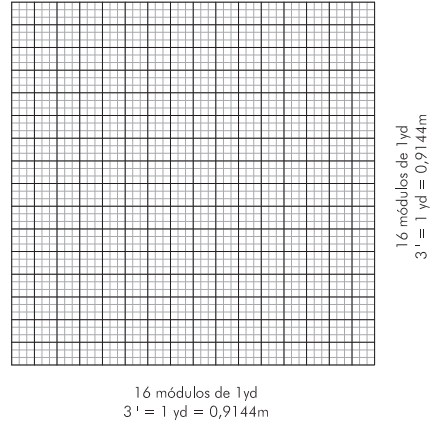 16 módulos de 1yd
3 ' = 1 yd = 0,9144m
16 módulos de 1yd
3 ' = 1 yd = 0,9144m